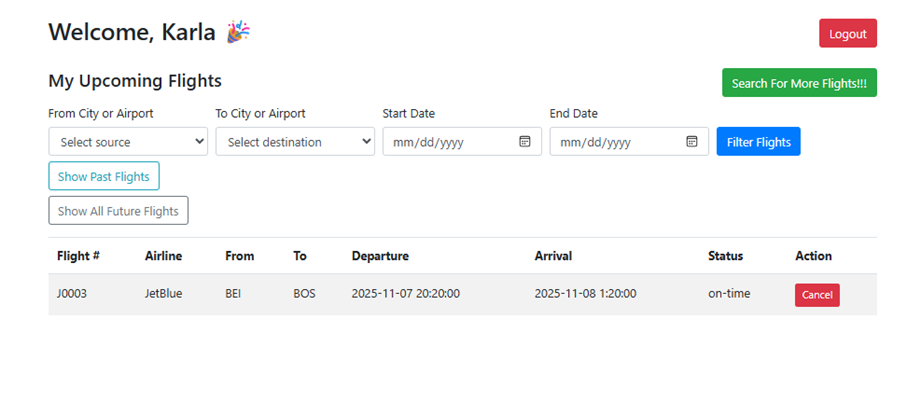 Welcome, Karla 🎉
Logout
My Upcoming Flights
Search For More Flights!!!
From City or Airport To City or Airport Start Date End Date
Select source Select destination mm/dd/yyyy mm/dd/yyyy Filter Flights
Show Past Flights
Show All Future Flights
Flight # Airline From To Departure Arrival Status Action
J0003 JetBlue BEI BOS 2025-11-07 20:20:00 2025-11-08 1:20:00 on-time Cancel